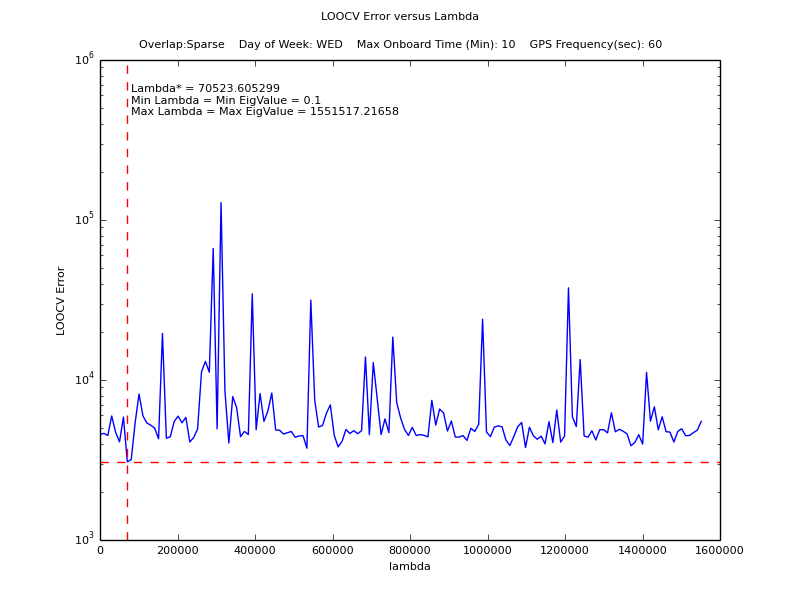 LOOCV Error versus Lambda
Overlap:Sparse    Day of Week: WED    Max Onboard Time (Min): 10    GPS Frequency(sec): 60
Lambda* = 70523.605299
Min Lambda = Min EigValue = 0.1
Max Lambda = Max EigValue = 1551517.21658
10^6
10^5
10^4
10^3
LOOCV Error
0 200000 400000 600000 800000 1000000 1200000 1400000 1600000
lambda